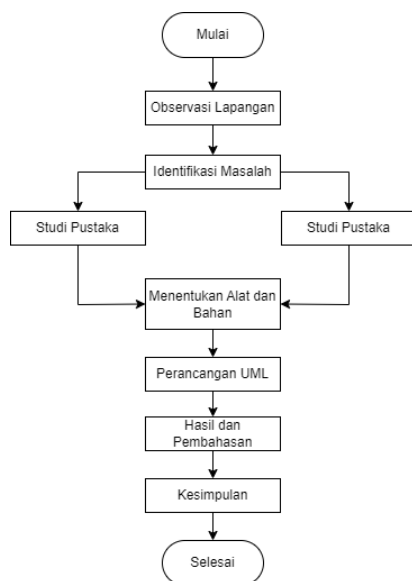 Mulai
Observasi Lapangan
Identifikasi Masalah
Studi Pustaka
Studi Pustaka
Menentukan Alat dan
Bahan
Perancangan UML
Hasil dan
Pembahasan
Kesimpulan
Selesai